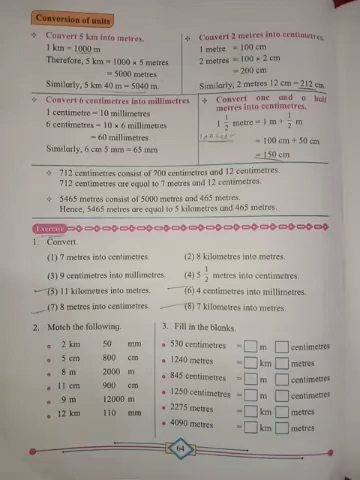 Conversion of units
Convert 5 km into metres.
1 km = 1000 m
Therefore, 5 km = 1000 × 5 metres
= 5000 metres
Similarly, 5 km 40 m = 5040 m.
Convert 2 metres into centimetres.
1 metre = 100 cm
2 metres = 100 × 2 cm
= 200 cm
Similarly, 2 metres 12 cm = 212 cm.
Convert 6 centimetres into millimetres
1 centimetre = 10 millimetres
6 centimetres = 10 × 6 millimetres
= 60 millimetres
Similarly, 6 cm 5 mm = 65 mm
Convert one and a half
metres into centimetres.
1 1/2 metre = 1 m + 1/2 m
= 100 cm + 50 cm
= 150 cm
712 centimetres consist of 700 centimetres and 12 centimetres.
712 centimetres are equal to 7 metres and 12 centimetres.
5465 metres consist of 5000 metres and 465 metres.
Hence, 5465 metres are equal to 5 kilometres and 465 metres.
Exercise
1. Convert.
(1) 7 metres into centimetres. (2) 8 kilometres into metres.
(3) 9 centimetres into millimetres. (4) 5 1/2 metres into centimetres.
(5) 11 kilometres into metres. (6) 4 centimetres into millimetres.
(7) 8 metres into centimetres. (8) 7 kilometres into metres.
2. Match the following.
2 km 50 mm
5 cm 800 cm
8 m 2000 m
11 cm 900 cm
9 m 12000 m
12 km 110 mm
3. Fill in the blanks.
530 centimetres = m centimetres
1240 metres = km metres
845 centimetres = m centimetres
1250 centimetres = m centimetres
2275 metres = km metres
4090 metres = km metres
64